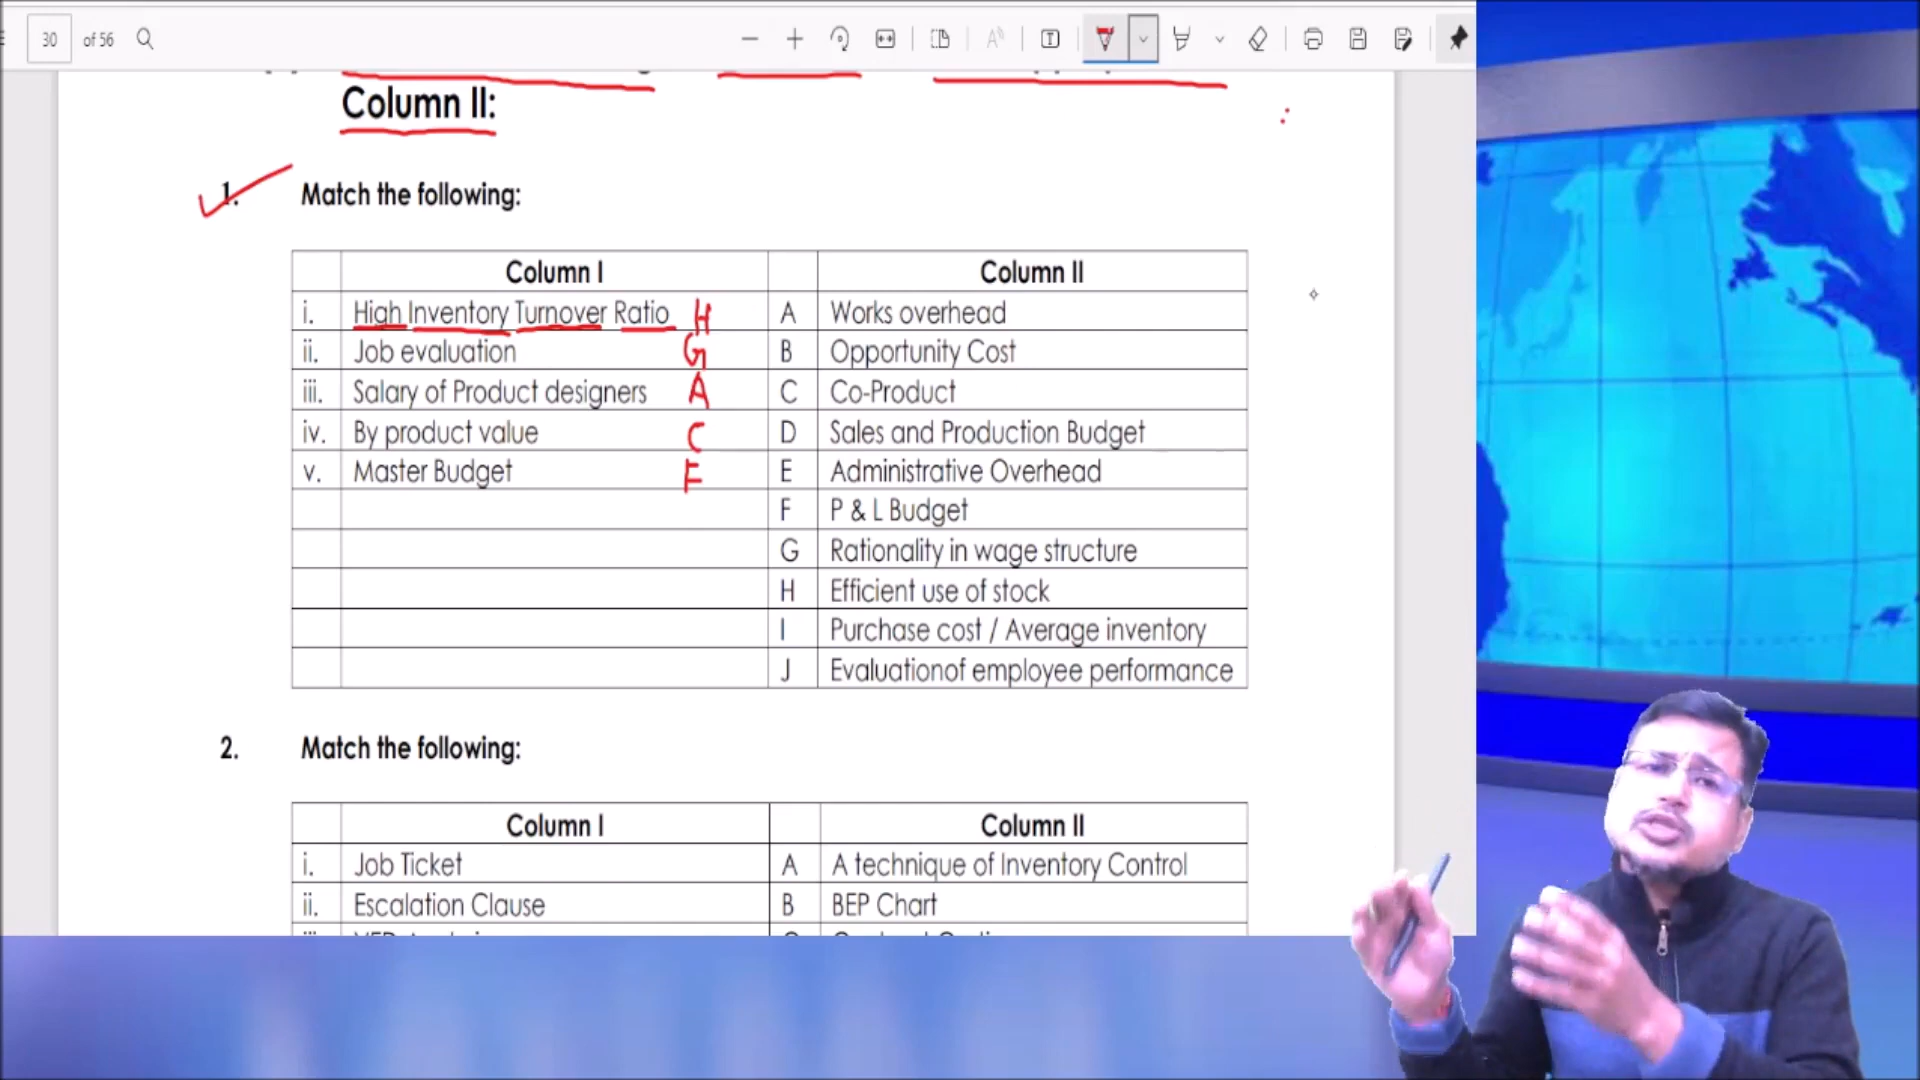 30 of 56
Column II:
1. Match the following:
Column I Column II
i. High Inventory Turnover Ratio H A Works overhead
ii. Job evaluation G B Opportunity Cost
iii. Salary of Product designers A C Co-Product
iv. By product value C D Sales and Production Budget
v. Master Budget F E Administrative Overhead
F P & L Budget
G Rationality in wage structure
H Efficient use of stock
I Purchase cost / Average inventory
J Evaluationof employee performance
2. Match the following:
Column I Column II
i. Job Ticket A A technique of Inventory Control
ii. Escalation Clause B BEP Chart